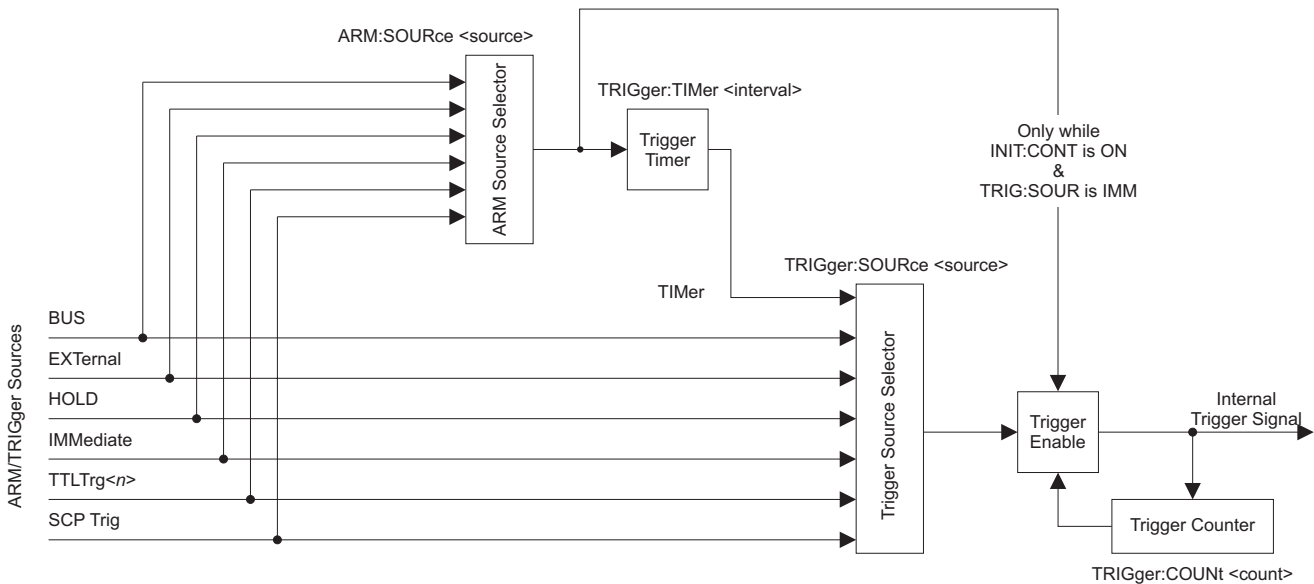 ARM:SOURce <source>
ARM Source Selector
TRIGger:TIMer <interval>
Trigger
Timer
Only while
INIT:CONT is ON
&
TRIG:SOUR is IMM
TRIGger:SOURce <source>
TIMer
Trigger Source Selector
ARM/TRIGger Sources
BUS
EXTernal
HOLD
IMMediate
TTLTrg<n>
SCP Trig
Trigger
Enable
Internal
Trigger Signal
Trigger Counter
TRIGger:COUNt <count>